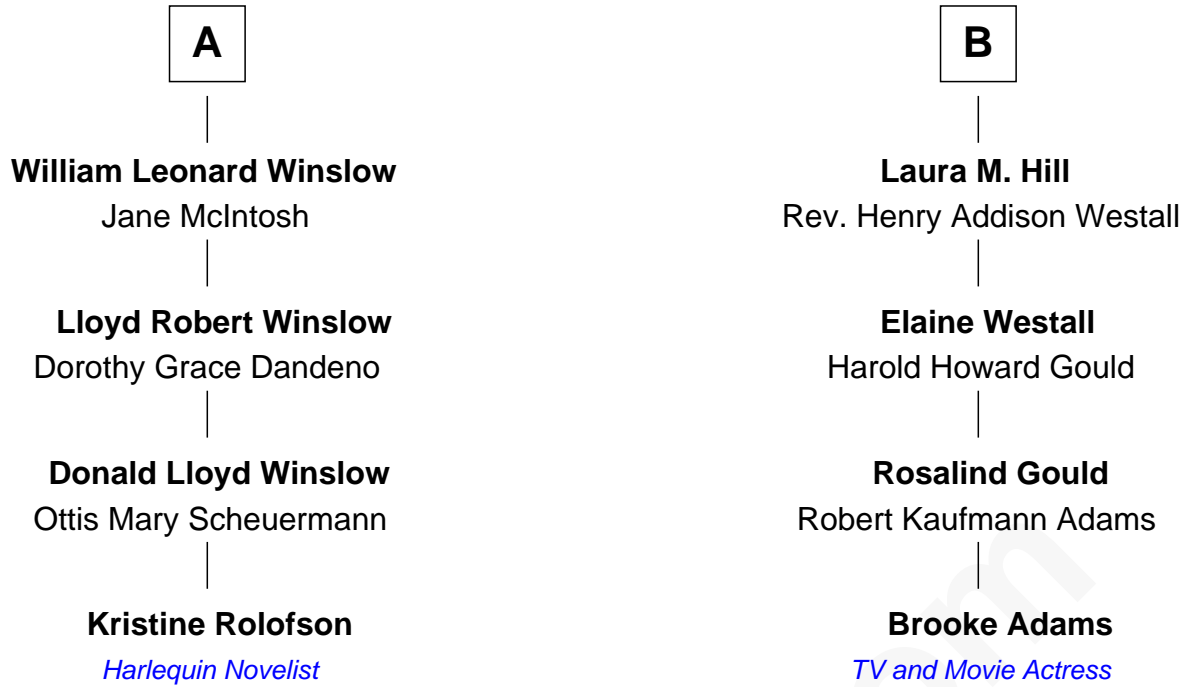 A
William Leonard Winslow
Jane McIntosh
Lloyd Robert Winslow
Dorothy Grace Dandeno
Donald Lloyd Winslow
Ottis Mary Scheuermann
Kristine Rolofson
Harlequin Novelist
B
Laura M. Hill
Rev. Henry Addison Westall
Elaine Westall
Harold Howard Gould
Rosalind Gould
Robert Kaufmann Adams
Brooke Adams
TV and Movie Actress